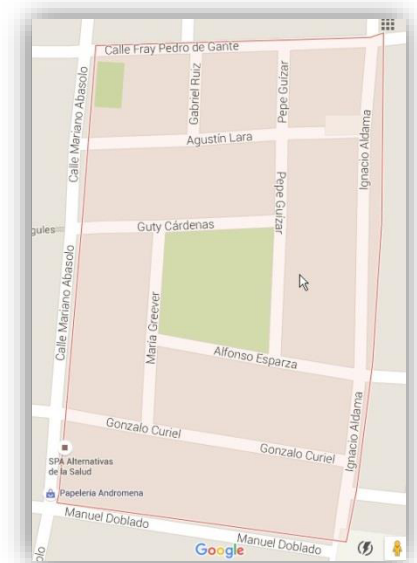 Calle Fray Pedro de Gante
Gabriel Ruiz
Pepe Guízar
Calle Mariano Abasolo
Ignacio Aldama
Agustín Lara
Pepe Guízar
gules
Guty Cárdenas
Calle Mariano Abasolo
María Greever
Alfonso Esparza
Ignacio Aldama
Gonzalo Curiel
Gonzalo Curiel
SPA Alternativas
de la Salud
Papeleria Andromena
Manuel Doblado
Manuel Doblado
olo
Google